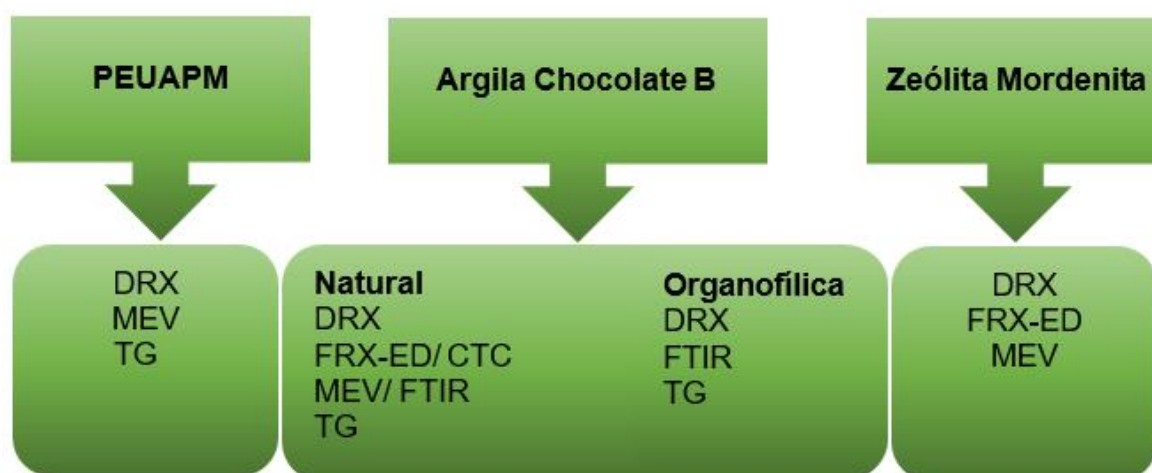 PEUAPM
Argila Chocolate B
Zeólita Mordenita
DRX
MEV
TG
Natural
DRX
FRX-ED/ CTC
MEV/ FTIR
TG
Organofílica
DRX
FTIR
TG
DRX
FRX-ED
MEV